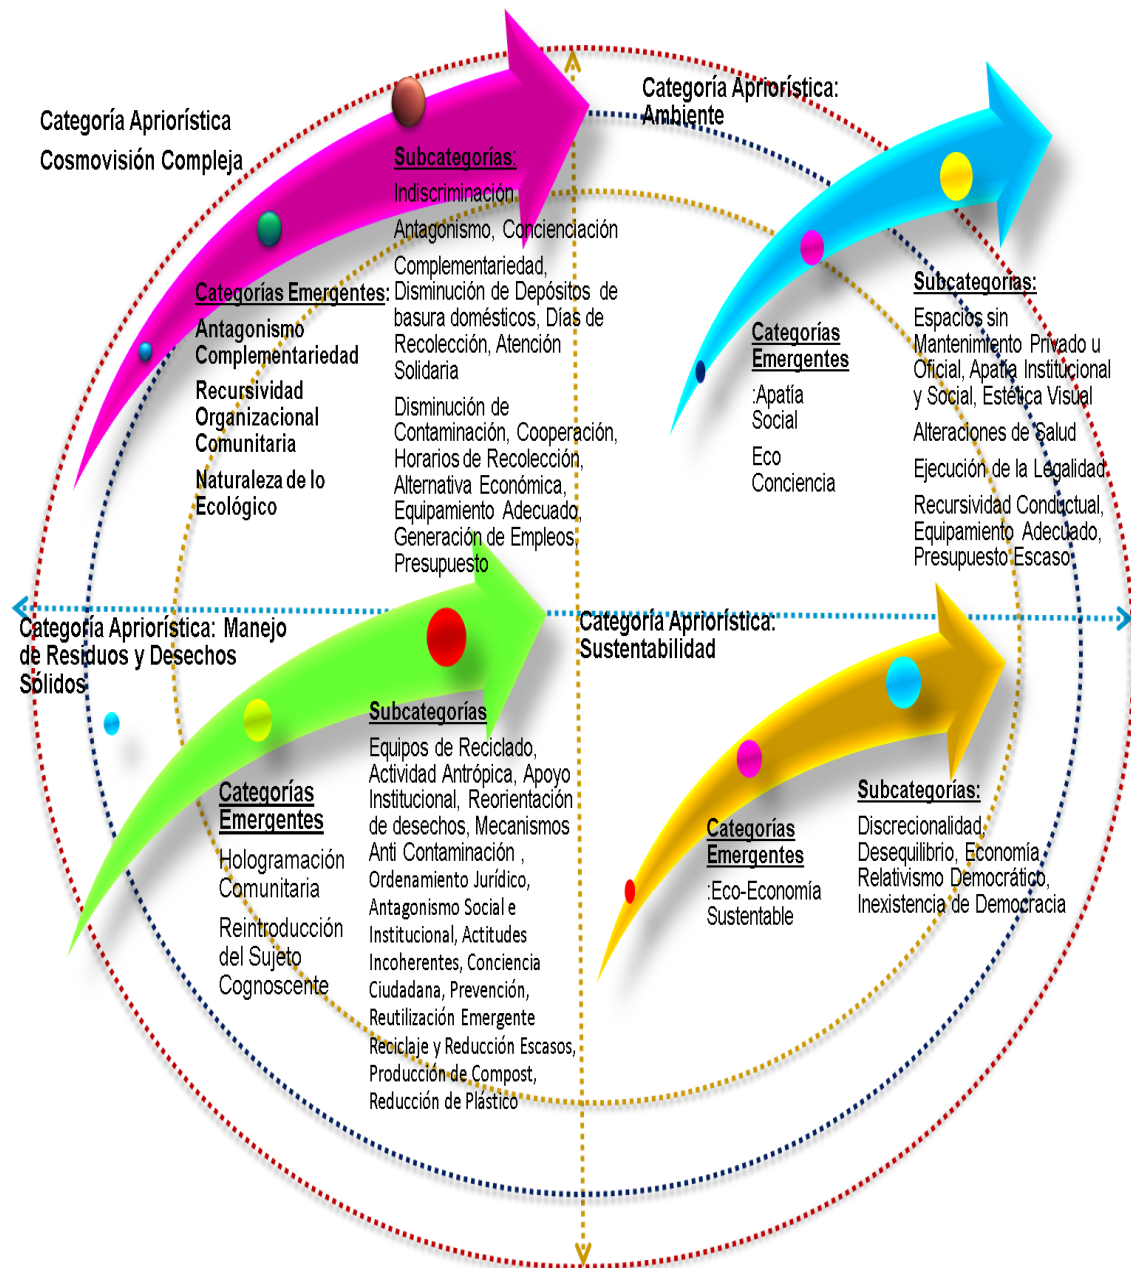 Categoría Apriorística
Cosmovisión Compleja
Categorías Emergentes:
Antagonismo
Complementariedad
Recursividad
Organizacional
Comunitaria
Naturaleza de lo
Ecológico
Subcategorías:
Indiscriminación
Antagonismo, Concienciación
Complementariedad,
Disminución de Depósitos de
basura domésticos, Días de
Recolección, Atención
Solidaria
Disminución de
Contaminación, Cooperación,
Horarios de Recolección,
Alternativa Económica,
Equipamiento Adecuado,
Generación de Empleos,
Presupuesto
Categoría Apriorística:
Ambiente
Categorías
Emergentes
:Apatía
Social
Eco
Conciencia
Subcategorías:
Espacios sin
Mantenimiento Privado u
Oficial, Apatía Institucional
y Social, Estética Visual
Alteraciones de Salud
Ejecución de la Legalidad
Recursividad Conductual,
Equipamiento Adecuado,
Presupuesto Escaso
Categoría Apriorística: Manejo
de Residuos y Desechos
Sólidos
Categorías
Emergentes
Hologramación
Comunitaria
Reintroducción
del Sujeto
Cognoscente
Subcategorías
Equipos de Reciclado,
Actividad Antrópica, Apoyo
Institucional, Reorientación
de desechos, Mecanismos
Anti Contaminación ,
Ordenamiento Jurídico,
Antagonismo Social e
Institucional, Actitudes
Incoherentes, Conciencia
Ciudadana, Prevención,
Reutilización Emergente
Reciclaje y Reducción Escasos,
Producción de Compost,
Reducción de Plástico
Categoría Apriorística:
Sustentabilidad
Categorías
Emergentes
:Eco-Economía
Sustentable
Subcategorías:
Discrecionalidad,
Desequilibrio, Economía
Relativismo Democrático,
Inexistencia de Democracia